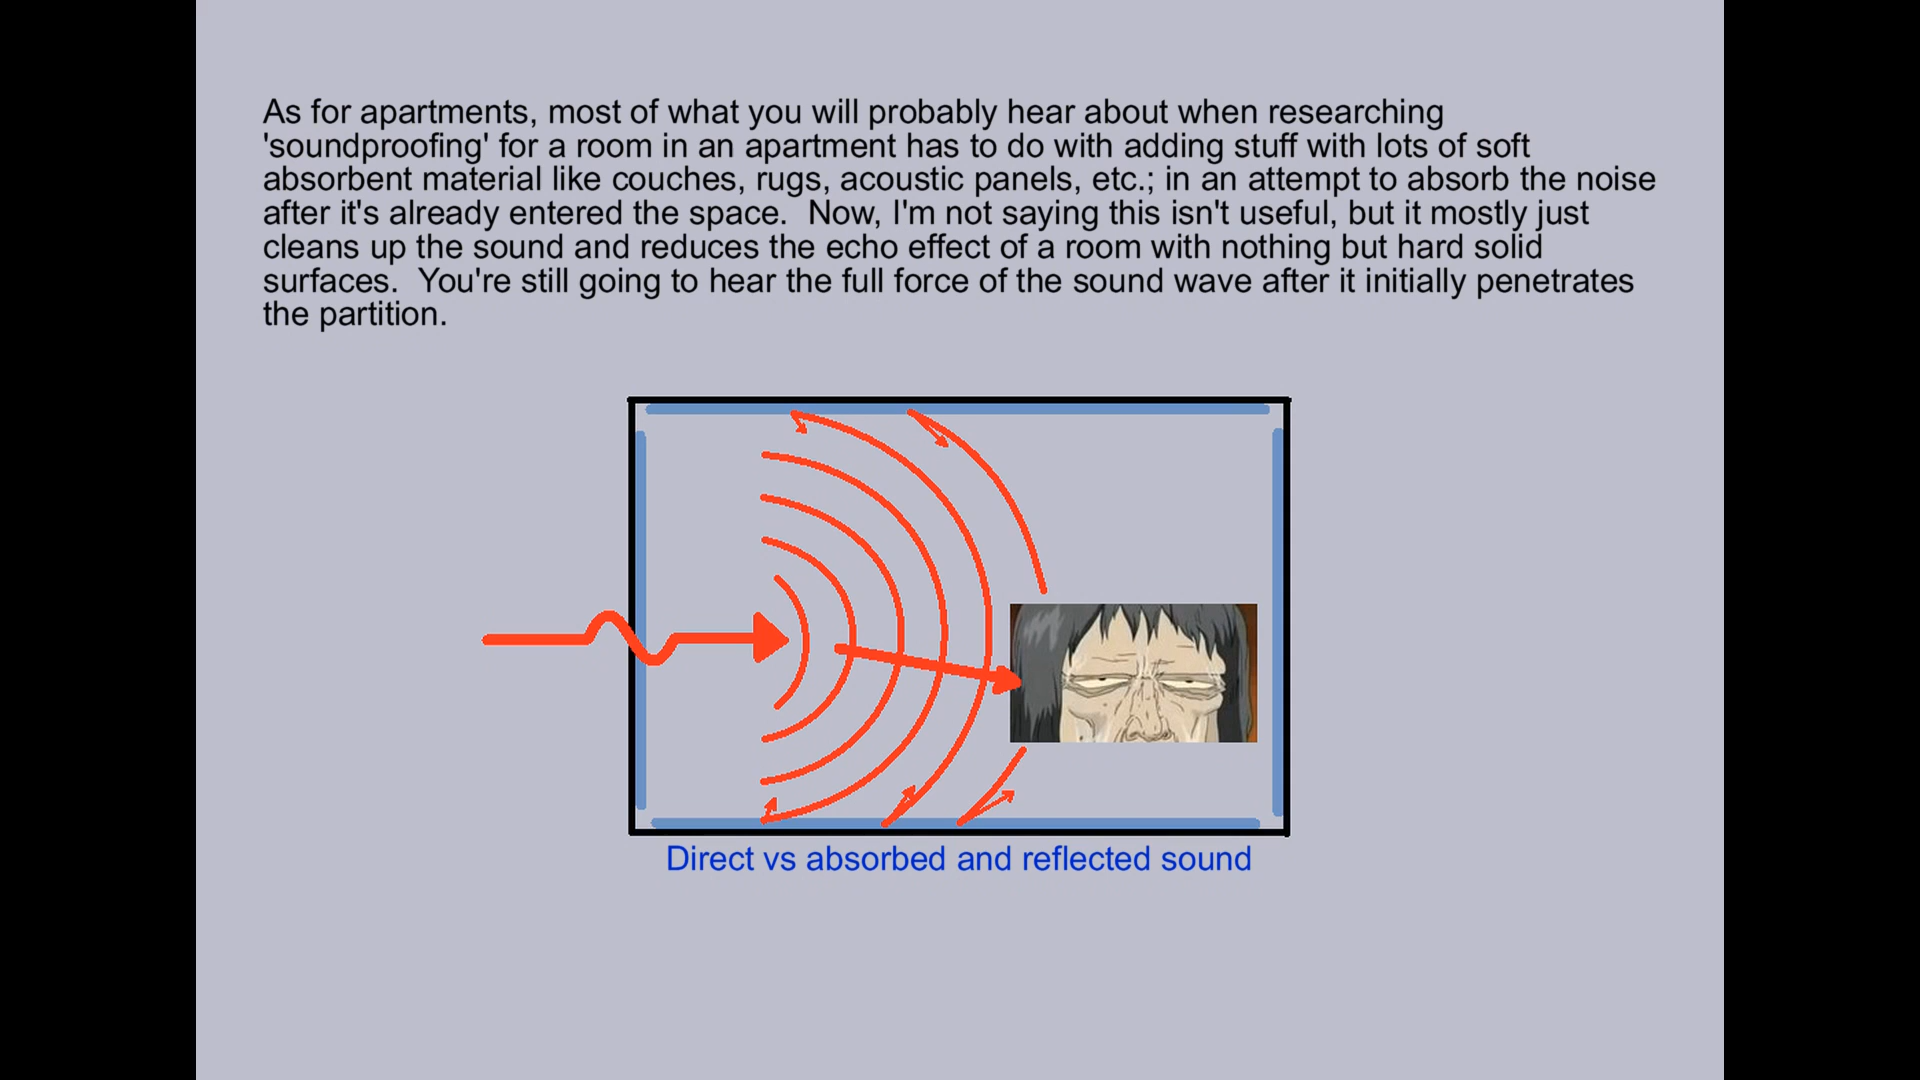 As for apartments, most of what you will probably hear about when researching
'soundproofing' for a room in an apartment has to do with adding stuff with lots of soft
absorbent material like couches, rugs, acoustic panels, etc.; in an attempt to absorb the noise
after it's already entered the space.  Now, I'm not saying this isn't useful, but it mostly just
cleans up the sound and reduces the echo effect of a room with nothing but hard solid
surfaces.  You're still going to hear the full force of the sound wave after it initially penetrates
the partition.
Direct vs absorbed and reflected sound